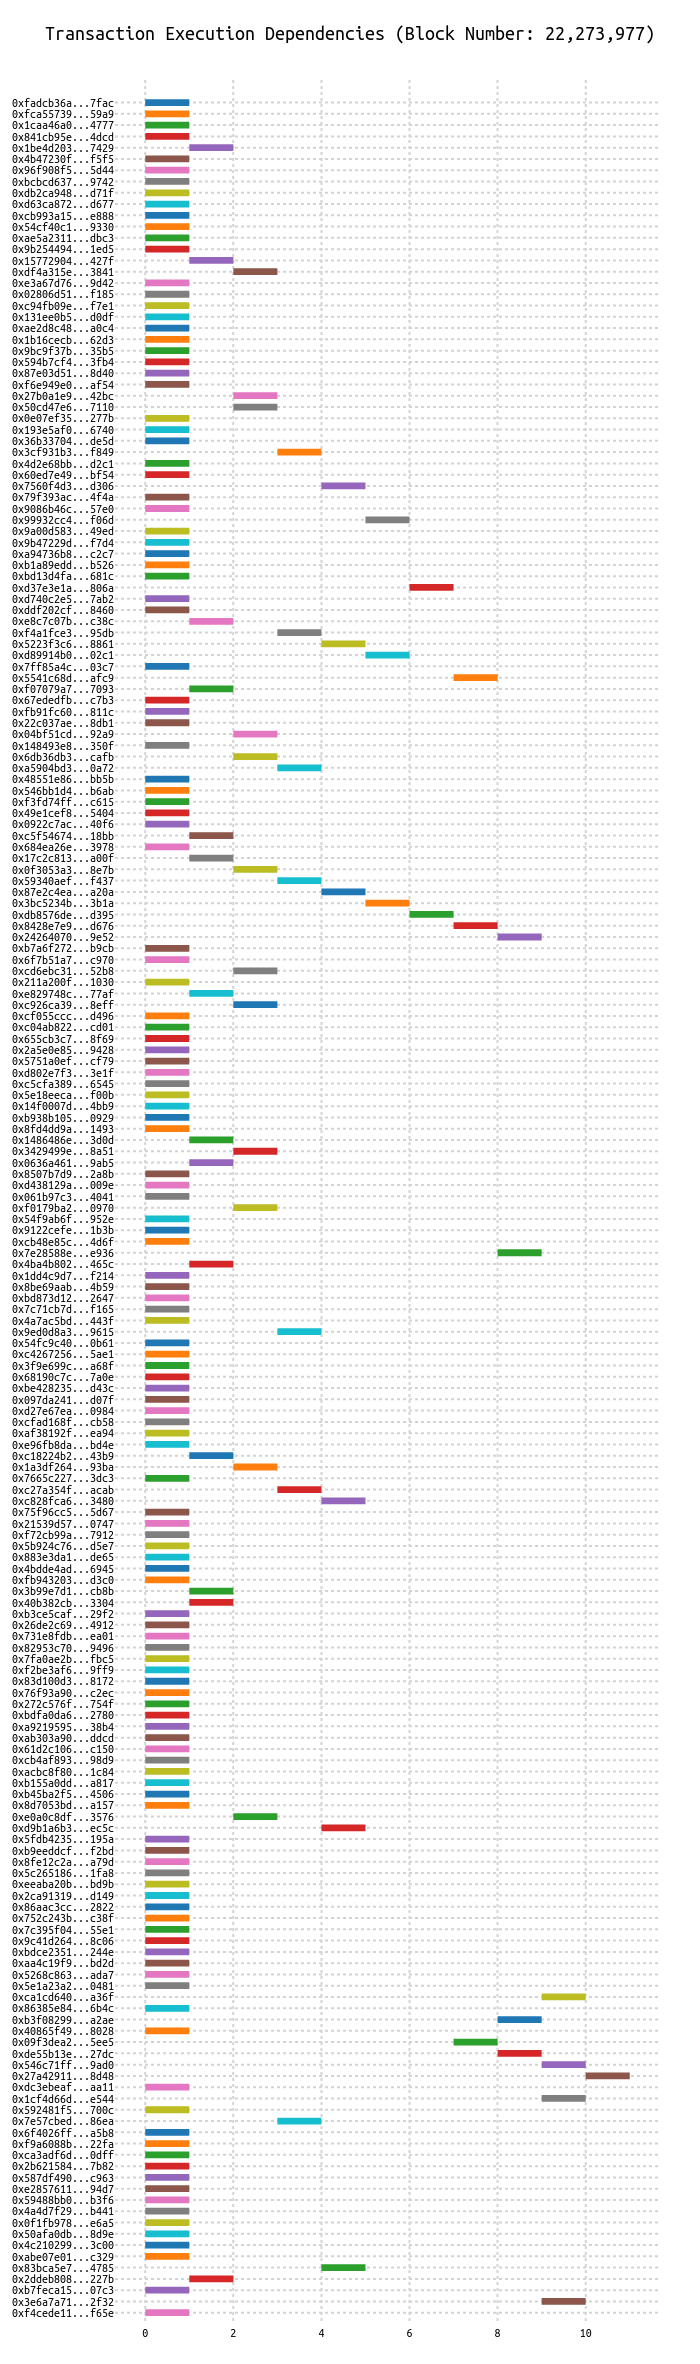 Transaction Execution Dependencies (Block Number: 22,273,977)
0xfadcb36a...7fac
0xfca55739...59a9
0x1caa46a0...4777
0x841cb95e...4dcd
0x1be4d203...7429
0x4b47230f...f5f5
0x96f908f5...5d44
0xbcbcd637...9742
0xdb2ca948...d71f
0xd63ca872...d677
0xcb993a15...e888
0x54cf40c1...9330
0xae5a2311...dbc3
0x9b254494...1ed5
0x15772904...427f
0xdf4a315e...3841
0xe3a67d76...9d42
0x02806d51...f185
0xc94fb09e...f7e1
0x131ee0b5...d0df
0xae2d8c48...a0c4
0x1b16cecb...62d3
0x9bc9f37b...35b5
0x594b7cf4...3fb4
0x87e03d51...8d40
0xf6e949e0...af54
0x27b0a1e9...42bc
0x50cd47e6...7110
0x0e07ef35...277b
0x193e5af0...6740
0x36b33704...de5d
0x3cf931b3...f849
0x4d2e68bb...d2c1
0x60ed7e49...bf54
0x7560f4d3...d306
0x79f393ac...4f4a
0x9086b46c...57e0
0x99932cc4...f06d
0x9a00d583...49ed
0x9b47229d...f7d4
0xa94736b8...c2c7
0xb1a89edd...b526
0xbd13d4fa...681c
0xd37e3e1a...806a
0xd740c2e5...7ab2
0xddf202cf...8460
0xe8c7c07b...c38c
0xf4a1fce3...95db
0x5223f3c6...8861
0xd89914b0...02c1
0x7ff85a4c...03c7
0x5541c68d...afc9
0xf07079a7...7093
0x67ededfb...c7b3
0xfb91fc60...811c
0x22c037ae...8db1
0x04bf51cd...92a9
0x148493e8...350f
0x6db36db3...cafb
0xa5904bd3...0a72
0x48551e86...bb5b
0x546bb1d4...b6ab
0xf3fd74ff...c615
0x49e1cef8...5404
0x0922c7ac...40f6
0xc5f54674...18bb
0x684ea26e...3978
0x17c2c813...a00f
0x0f3053a3...8e7b
0x59340aef...f437
0x87e2c4ea...a20a
0x3bc5234b...3b1a
0xdb8576de...d395
0x8428e7e9...d676
0x24264070...9e52
0xb7a6f272...b9cb
0x6f7b51a7...c970
0xcd6ebc31...52b8
0x211a200f...1030
0xe829748c...77af
0xc926ca39...8eff
0xcf055ccc...d496
0xc04ab822...cd01
0x655cb3c7...8f69
0x2a5e0e85...9428
0x5751a0ef...cf79
0xd802e7f3...3e1f
0xc5cfa389...6545
0x5e18eeca...f00b
0x14f0007d...4bb9
0xb938b105...0929
0x8fd4dd9a...1493
0x1486486e...3d0d
0x3429499e...8a51
0x0636a461...9ab5
0x8507b7d9...2a8b
0xd438129a...009e
0x061b97c3...4041
0xf0179ba2...0970
0x54f9ab6f...952e
0x9122cefe...1b3b
0xcb48e85c...4d6f
0x7e28588e...e936
0x4ba4b802...465c
0x1dd4c9d7...f214
0x8be69aab...4b59
0xbd873d12...2647
0x7c71cb7d...f165
0x4a7ac5bd...443f
0x9ed0d8a3...9615
0x54fc9c40...0b61
0xc4267256...5ae1
0x3f9e699c...a68f
0x68190c7c...7a0e
0xbe428235...d43c
0x097da241...d07f
0xd27e67ea...0984
0xcfad168f...cb58
0xaf38192f...ea94
0xe96fb8da...bd4e
0xc18224b2...43b9
0x1a3df264...93ba
0x7665c227...3dc3
0xc27a354f...acab
0xc828fca6...3480
0x75f96cc5...5d67
0x21539d57...0747
0xf72cb99a...7912
0x5b924c76...d5e7
0x883e3da1...de65
0x4bdde4ad...6945
0xfb943203...d3c0
0x3b99e7d1...cb8b
0x40b382cb...3304
0xb3ce5caf...29f2
0x26de2c69...4912
0x731e8fdb...ea01
0x82953c70...9496
0x7fa0ae2b...fbc5
0xf2be3af6...9ff9
0x83d100d3...8172
0x76f93a90...c2ec
0x272c576f...754f
0xbdfa0da6...2780
0xa9219595...38b4
0xab303a90...ddcd
0x61d2c106...c150
0xcb4af893...98d9
0xacbc8f80...1c84
0xb155a0dd...a817
0xb45ba2f5...4506
0x8d7053bd...a157
0xe0a0c8df...3576
0xd9b1a6b3...ec5c
0x5fdb4235...195a
0xb9eeddcf...f2bd
0x8fe12c2a...a79d
0x5c265186...1fa8
0xeeaba20b...bd9b
0x2ca91319...d149
0x86aac3cc...2822
0x752c243b...c38f
0x7c395f04...55e1
0x9c41d264...8c06
0xbdce2351...244e
0xaa4c19f9...bd2d
0x5268c863...ada7
0x5e1a23a2...0481
0xca1cd640...a36f
0x86385e84...6b4c
0xb3f08299...a2ae
0x40865f49...8028
0x09f3dea2...5ee5
0xde55b13e...27dc
0x546c71ff...9ad0
0x27a42911...8d48
0xdc3ebeaf...aa11
0x1cf4d66d...e544
0x592481f5...700c
0x7e57cbed...86ea
0x6f4026ff...a5b8
0xf9a6088b...22fa
0xca3adf6d...0dff
0x2b621584...7b82
0x587df490...c963
0xe2857611...94d7
0x59488bb0...b3f6
0x4a4d7f29...b441
0x0f1fb978...e6a5
0x50afa0db...8d9e
0x4c210299...3c00
0xabe07e01...c329
0x83bca5e7...4785
0x2ddeb808...227b
0xb7feca15...07c3
0x3e6a7a71...2f32
0xf4cede11...f65e
0 2 4 6 8 10